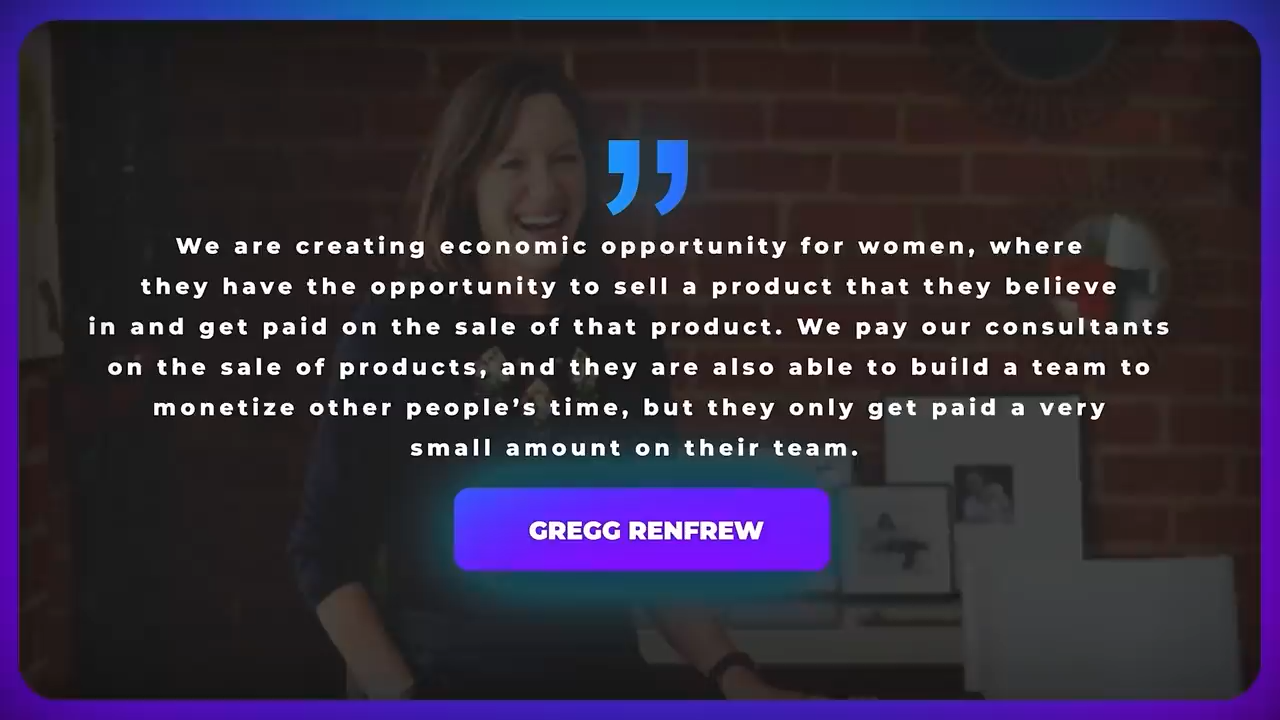 We are creating economic opportunity for women, where
they have the opportunity to sell a product that they believe
in and get paid on the sale of that product. We pay our consultants
on the sale of products, and they are also able to build a team to
monetize other people’s time, but they only get paid a very
small amount on their team.
GREGG RENFREW